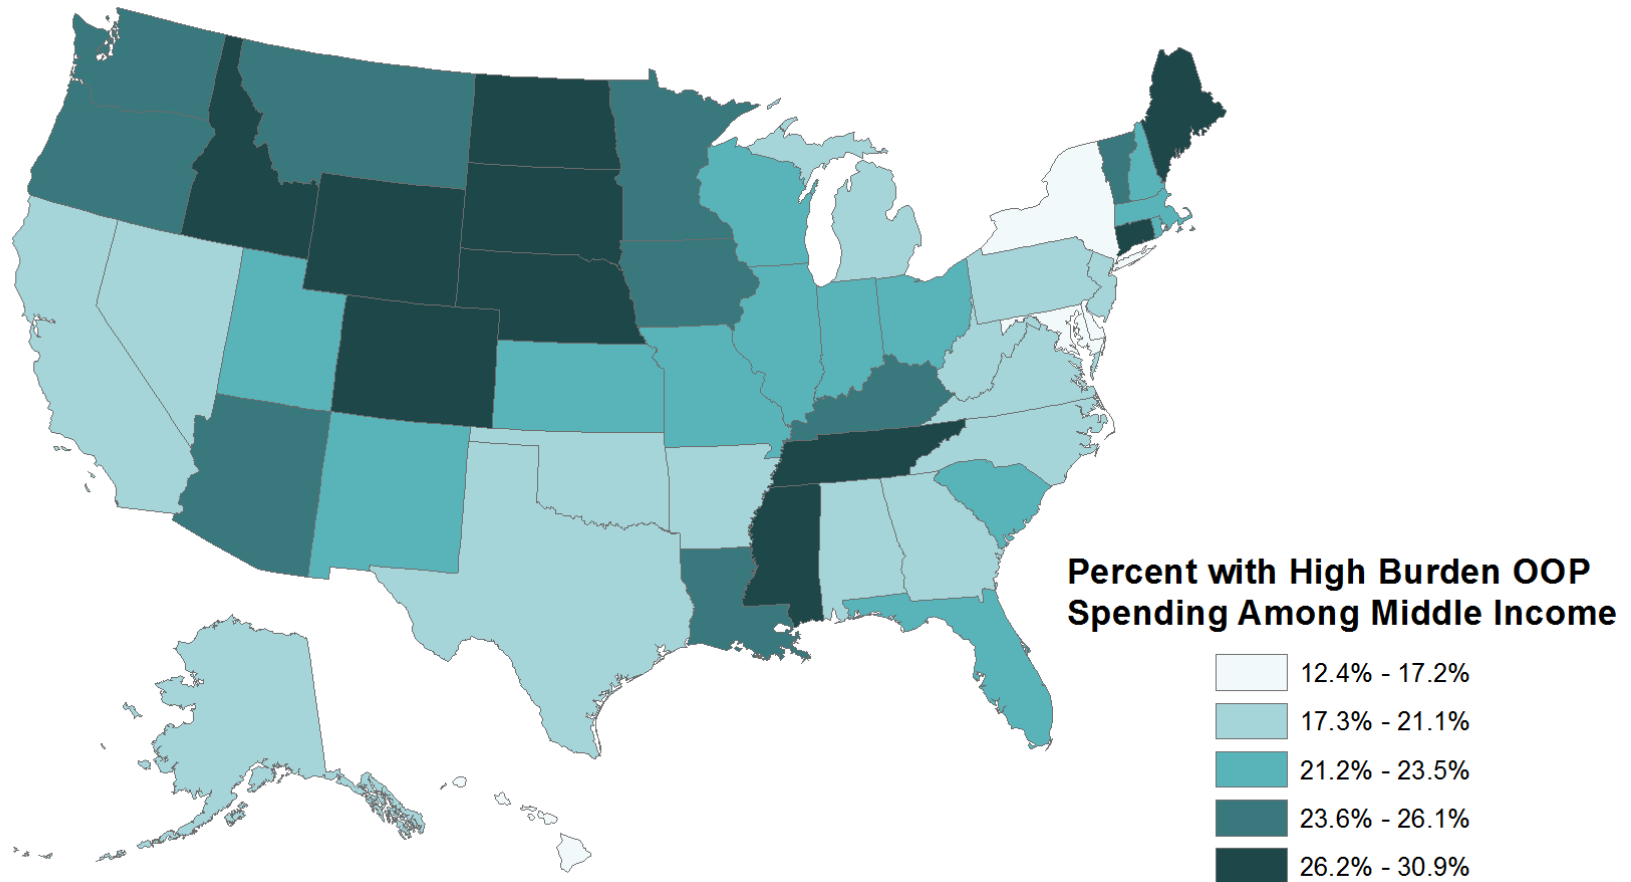 Percent with High Burden OOP
Spending Among Middle Income
12.4% - 17.2%
17.3% - 21.1%
21.2% - 23.5%
23.6% - 26.1%
26.2% - 30.9%